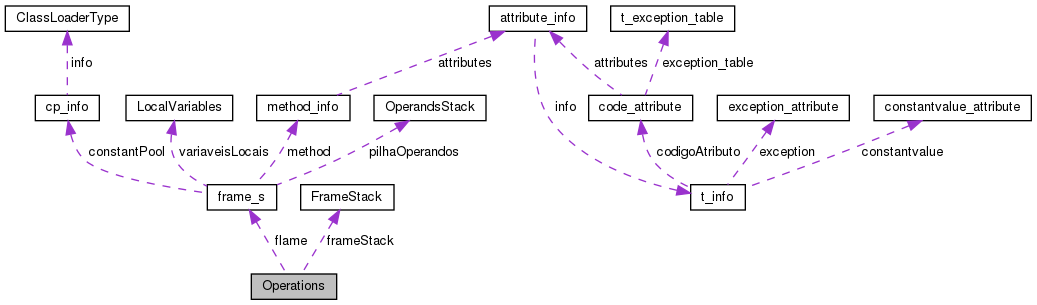 ClassLoaderType
attribute_info
t_exception_table
info
attributes
attributes
exception_table
cp_info
LocalVariables
method_info
OperandsStack
info
code_attribute
exception_attribute
constantvalue_attribute
constantPool
variaveisLocais
method
pilhaOperandos
codigoAtributo
exception
constantvalue
frame_s
FrameStack
t_info
flame
frameStack
Operations